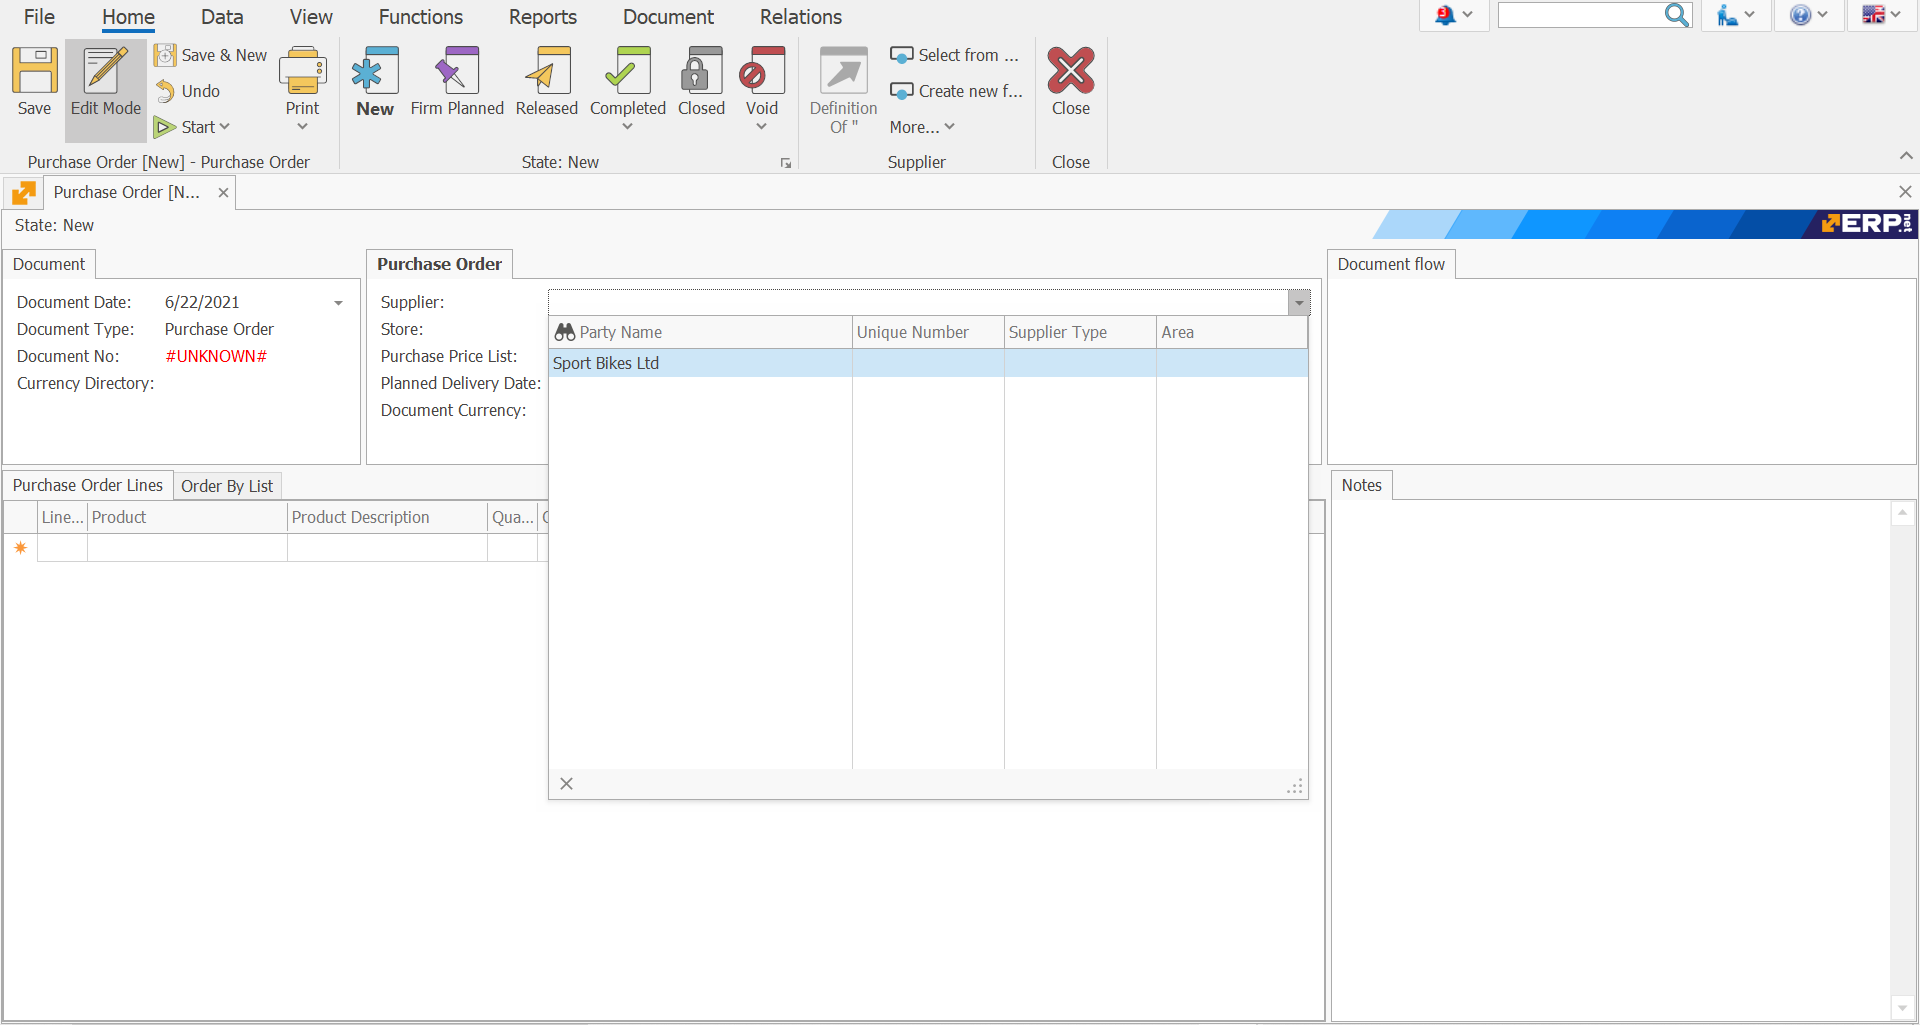 File Home Data View Functions Reports Document Relations
3
Save
Edit Mode
Save & New
Undo
Start
Print
New
Firm Planned
Released
Completed
Closed
Void
Definition Of "
Select from ...
Create new f...
More...
Close
Purchase Order [New] - Purchase Order
State: New
Supplier
Close
Purchase Order [N...
State: New
ERP.net
Document
Document Date: 6/22/2021
Document Type: Purchase Order
Document No: #UNKNOWN#
Currency Directory:
Purchase Order
Supplier:
Store:
Purchase Price List:
Planned Delivery Date:
Document Currency:
Party Name Unique Number Supplier Type Area
Sport Bikes Ltd
Document flow
Purchase Order Lines Order By List
Line... Product Product Description Qua...
Notes